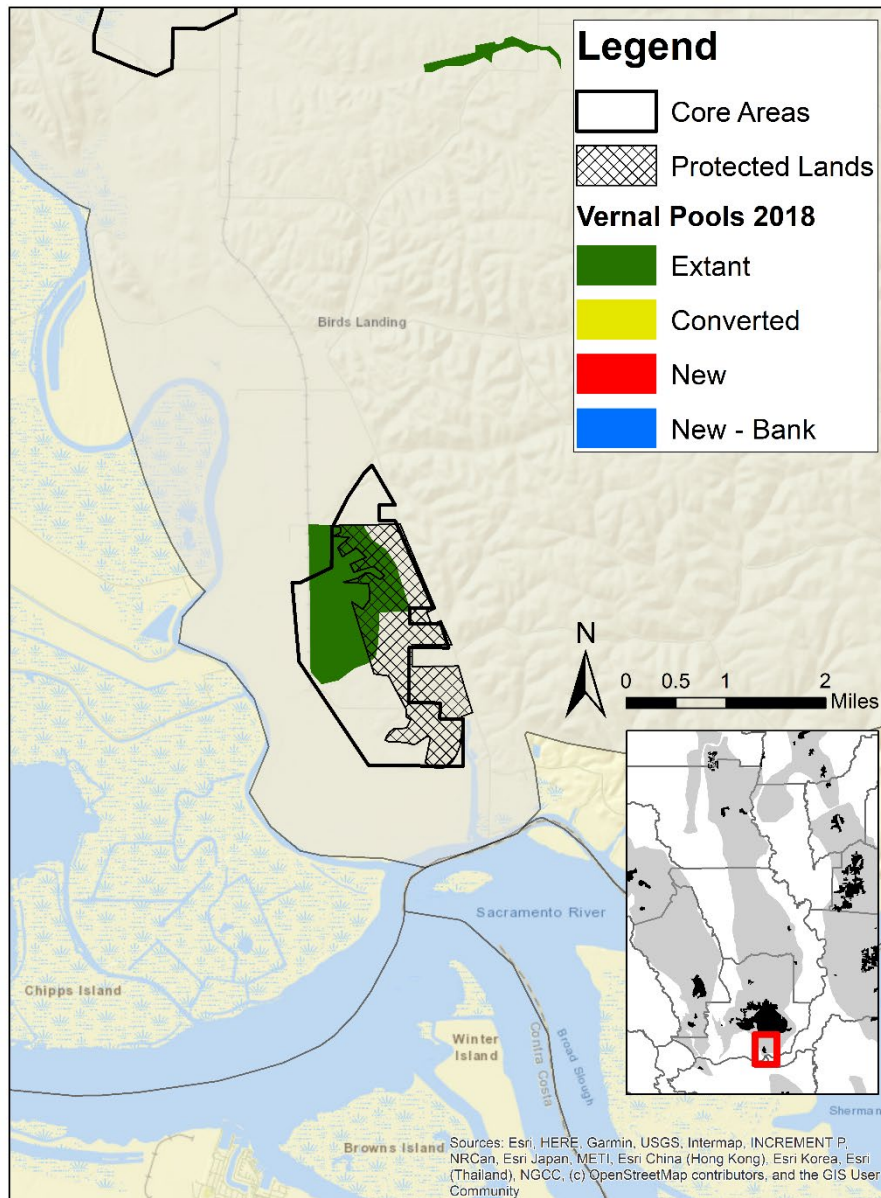 Legend
Core Areas
Protected Lands
Vernal Pools 2018
Extant
Converted
New
New - Bank
Birds Landing
N
0 0.5 1 2
Miles
Sacramento River
Chipps Island
Winter
Island
Contra Costa
Broad Slough
Browns Island
Sherman
Sources: Esri, HERE, Garmin, USGS, Intermap, INCREMENT P,
NRCan, Esri Japan, METI, Esri China (Hong Kong), Esri Korea, Esri
(Thailand), NGCC, (c) OpenStreetMap contributors, and the GIS User
Community